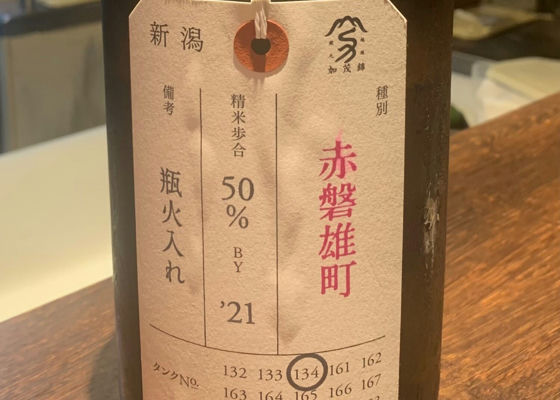 新潟
加茂錦
種別
赤磐雄町
精米歩合
50
%
BY
'21
備考
瓶火入れ
タンクNo.
132 133 134 161 162
163 164 165 166 167